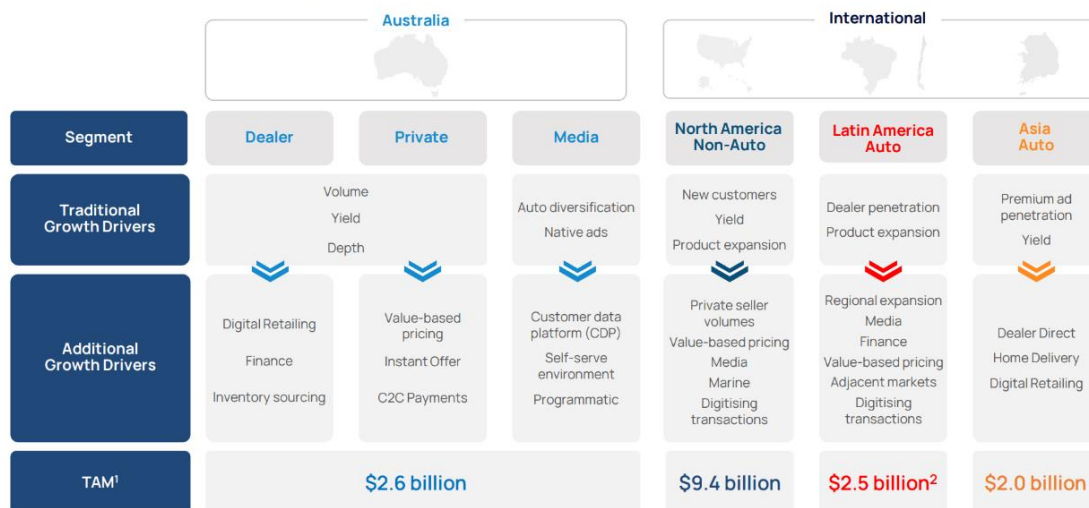 Australia
International
Segment
Dealer
Private
Media
North America
Non-Auto
Latin America
Auto
Asia
Auto
Traditional
Growth Drivers
Volume
Yield
Depth
Auto diversification
Native ads
New customers
Yield
Product expansion
Dealer penetration
Product expansion
Premium ad
penetration
Yield
Additional
Growth Drivers
Digital Retailing
Finance
Inventory sourcing
Value-based
pricing
Instant Offer
C2C Payments
Customer data
platform (CDP)
Self-serve
environment
Programmatic
Private seller
volumes
Value-based pricing
Media
Marine
Digitising
transactions
Regional expansion
Media
Finance
Value-based pricing
Adjacent markets
Digitising
transactions
Dealer Direct
Home Delivery
Digital Retailing
TAM¹
$2.6 billion
$9.4 billion
$2.5 billion²
$2.0 billion